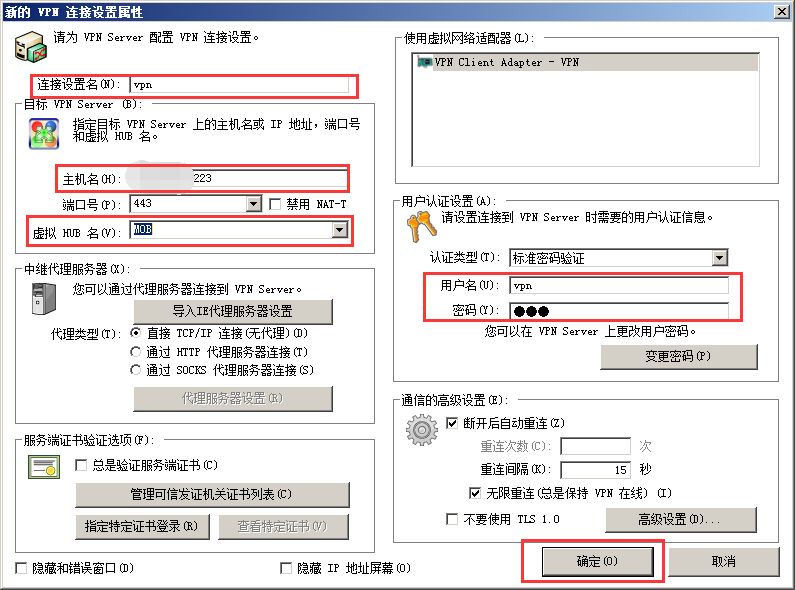 新的 VPN 连接设置属性
请为 VPN Server 配置 VPN 连接设置。
连接设置名(N): vpn
目标 VPN Server (B):
指定目标 VPN Server 上的主机名或 IP 地址，端口号
和虚拟 HUB 名。
主机名(H): 223
端口号(P): 443 禁用 NAT-T
虚拟 HUB 名(V): MOB
中继代理服务器(X):
您可以通过代理服务器连接到 VPN Server。
导入IE代理服务器设置
代理类型(T): 直接 TCP/IP 连接(无代理)(D)
通过 HTTP 代理服务器连接(T)
通过 SOCKS 代理服务器连接(S)
代理服务器设置(R)
服务端证书验证选项(F):
总是验证服务端证书(C)
管理可信发证机关证书列表(C)
指定特定证书登录(R) 查看特定证书(V)
隐藏和错误窗口(D) 隐藏 IP 地址屏幕(O)
使用虚拟网络适配器(L):
VPN Client Adapter - VPN
用户认证设置(A):
请设置连接到 VPN Server 时需要的用户认证信息。
认证类型(T): 标准密码验证
用户名(U): vpn
密码(Y): ●●●
您可以在 VPN Server 上更改用户密码。
变更密码(P)
通信的高级设置(E):
断开后自动重连(Z)
重连次数(C): 次
重连间隔(K): 15 秒
无限重连(总是保持 VPN 在线) (I)
不要使用 TLS 1.0 高级设置(D)...
确定(O) 取消